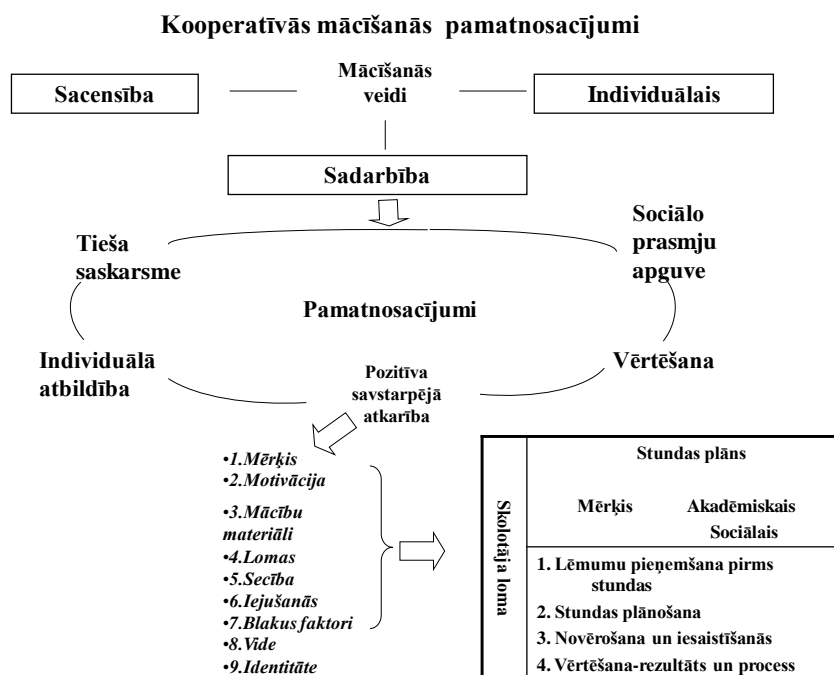 Kooperatīvās mācīšanās pamatnosacījumi
Mācīšanās
veidi
Sacensība
Individuālais
Sadarbība
Tieša
saskarsme
Sociālo
prasmju
apguve
Pamatnosacījumi
Individuālā
atbildība
Vērtēšana
Pozitīva
savstarpējā
atkarība
•1.Mērķis
•2.Motivācija
•3.Mācību
materiāli
•4.Lomas
•5.Secība
•6.Iejušanās
•7.Blakus faktori
•8.Vide
•9.Identitāte
Skolotāja loma
Stundas plāns
Mērķis Akadēmiskais
Sociālais
1. Lēmumu pieņemšana pirms
stundas
2. Stundas plānošana
3. Novērošana un iesaistīšanās
4. Vērtēšana-rezultāts un process